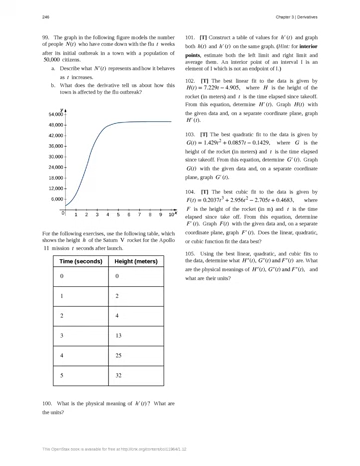 246
Chapter 3 | Derivatives
99. The graph in the following figure models the number
of people N(t) who have come down with the flu t weeks
after its initial outbreak in a town with a population of
50,000 citizens.
a. Describe what N′(t) represents and how it behaves
as t increases.
b. What does the derivative tell us about how this
town is affected by the flu outbreak?
y
54,000
48,000
42,000
36,000
30,000
24,000
18,000
12,000
6,000
0 1 2 3 4 5 6 7 8 9 10 x
For the following exercises, use the following table, which
shows the height h of the Saturn V rocket for the Apollo
11 mission t seconds after launch.
Time (seconds) Height (meters)
0 0
1 2
2 4
3 13
4 25
5 32
100. What is the physical meaning of h′(t)? What are
the units?
101. [T] Construct a table of values for h′(t) and graph
both h(t) and h′(t) on the same graph. (Hint: for interior
points, estimate both the left limit and right limit and
average them. An interior point of an interval I is an
element of I which is not an endpoint of I.)
102. [T] The best linear fit to the data is given by
H(t) = 7.229t − 4.905, where H is the height of the
rocket (in meters) and t is the time elapsed since takeoff.
From this equation, determine H′(t). Graph H(t) with
the given data and, on a separate coordinate plane, graph
H′(t).
103. [T] The best quadratic fit to the data is given by
G(t) = 1.429t² + 0.0857t − 0.1429, where G is the
height of the rocket (in meters) and t is the time elapsed
since takeoff. From this equation, determine G′(t). Graph
G(t) with the given data and, on a separate coordinate
plane, graph G′(t).
104. [T] The best cubic fit to the data is given by
F(t) = 0.2037t³ + 2.956t² − 2.705t + 0.4683, where
F is the height of the rocket (in m) and t is the time
elapsed since take off. From this equation, determine
F′(t). Graph F(t) with the given data and, on a separate
coordinate plane, graph F′(t). Does the linear, quadratic,
or cubic function fit the data best?
105. Using the best linear, quadratic, and cubic fits to
the data, determine what H″(t), G″(t) and F″(t) are. What
are the physical meanings of H″(t), G″(t) and F″(t), and
what are their units?
This OpenStax book is available for free at